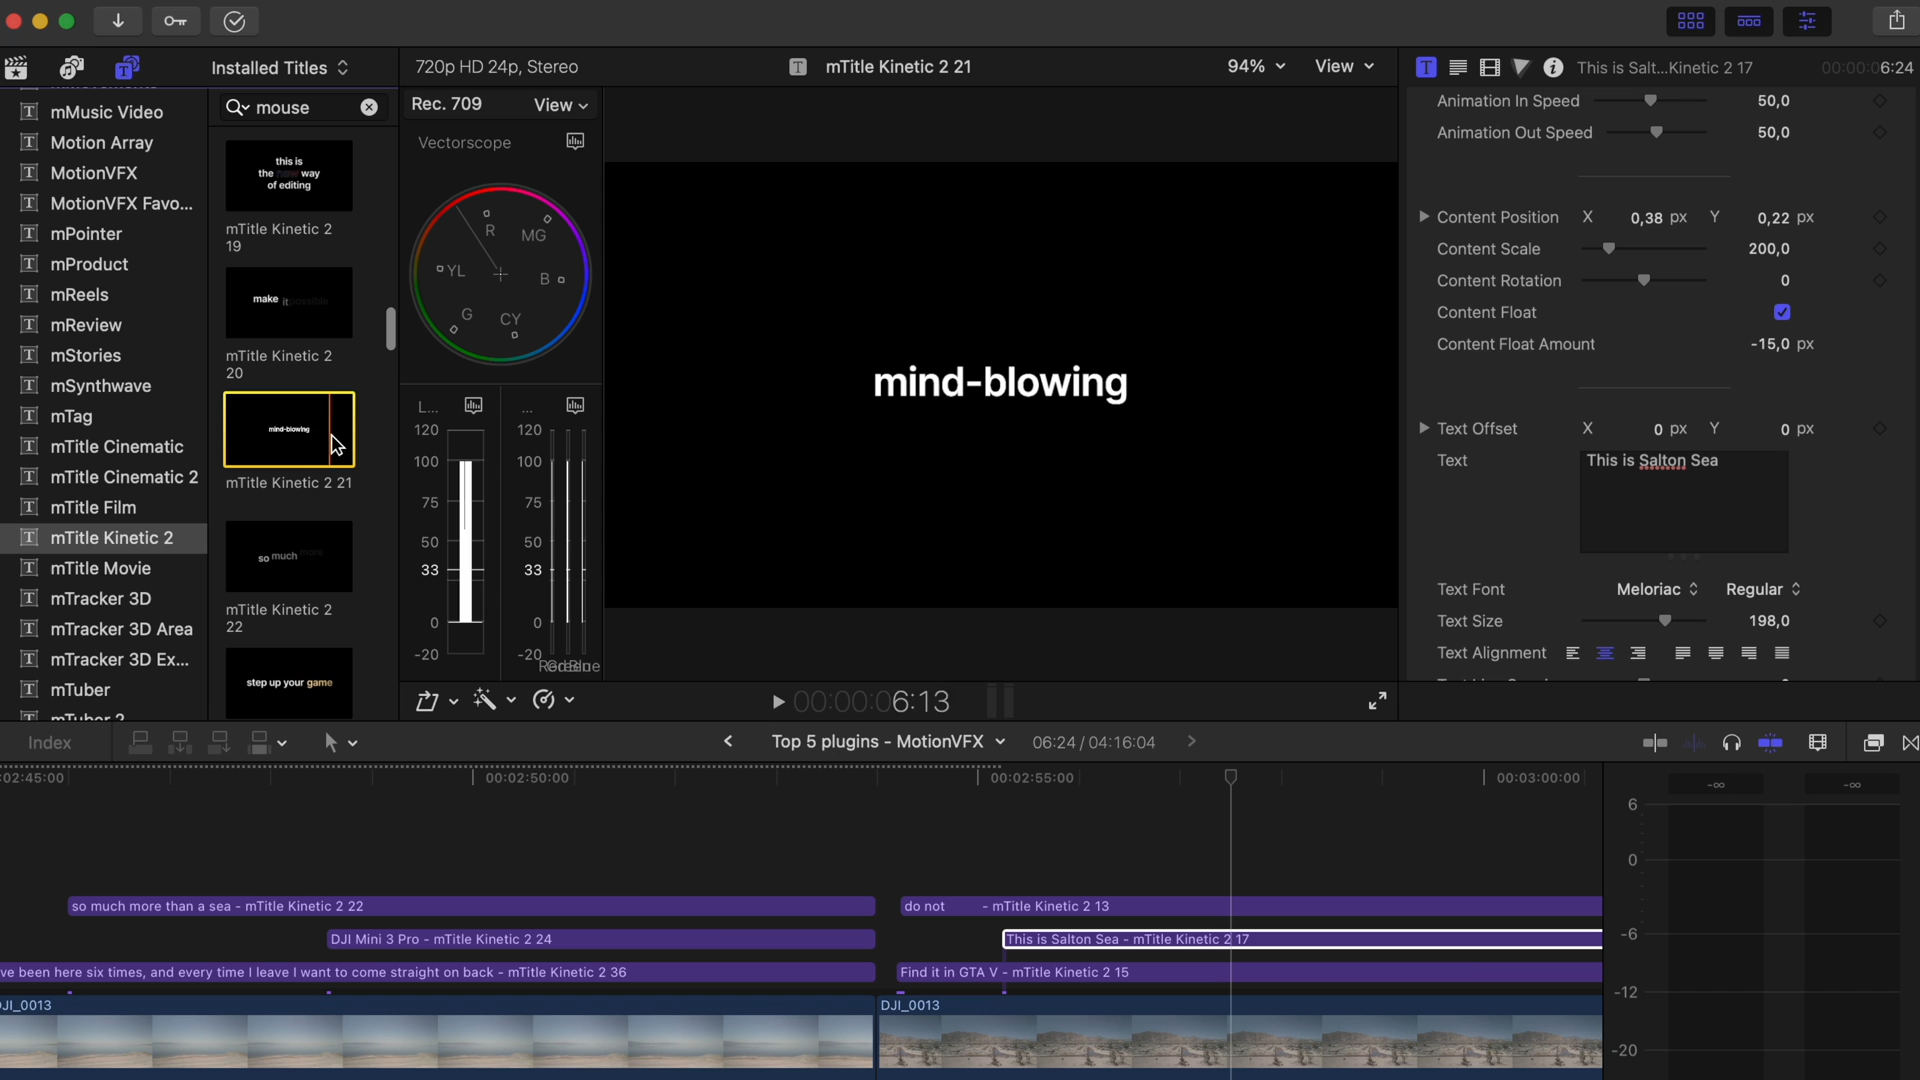 Installed Titles
720p HD 24p, Stereo
mTitle Kinetic 2 21
94%
View
This is Salt...Kinetic 2 17
00:00:06:24
mMusic Video
Motion Array
MotionVFX
MotionVFX Favo...
mPointer
mProduct
mReels
mReview
mStories
mSynthwave
mTag
mTitle Cinematic
mTitle Cinematic 2
mTitle Film
mTitle Kinetic 2
mTitle Movie
mTracker 3D
mTracker 3D Area
mTracker 3D Ex...
mTuber
mTuber 2
mouse
this is
the new way
of editing
mTitle Kinetic 2
19
make it possible
mTitle Kinetic 2
20
mind-blowing
mTitle Kinetic 2 21
so much more
mTitle Kinetic 2
22
step up your game
Rec. 709
View
Vectorscope
R
MG
YL
B
G
CY
L...
...
120
100
75
50
33
0
-20
120
100
75
50
33
0
-20
Red
Green
Blue
mind-blowing
00:00:00 6:13
Animation In Speed 50,0
Animation Out Speed 50,0
Content Position X 0,38 px Y 0,22 px
Content Scale 200,0
Content Rotation 0
Content Float
Content Float Amount -15,0 px
Text Offset X 0 px Y 0 px
Text This is Salton Sea
Text Font Meloriac Regular
Text Size 198,0
Text Alignment
Index
Top 5 plugins - MotionVFX
06:24 / 04:16:04
:02:45:00
00:02:50:00
00:02:55:00
00:03:00:00
so much more than a sea - mTitle Kinetic 2 22
do not - mTitle Kinetic 2 13
DJI Mini 3 Pro - mTitle Kinetic 2 24
This is Salton Sea - mTitle Kinetic 2 17
ve been here six times, and every time I leave I want to come straight on back - mTitle Kinetic 2 36
Find it in GTA V - mTitle Kinetic 2 15
DJI_0013
DJI_0013
-∞
-∞
6
0
-6
-12
-20